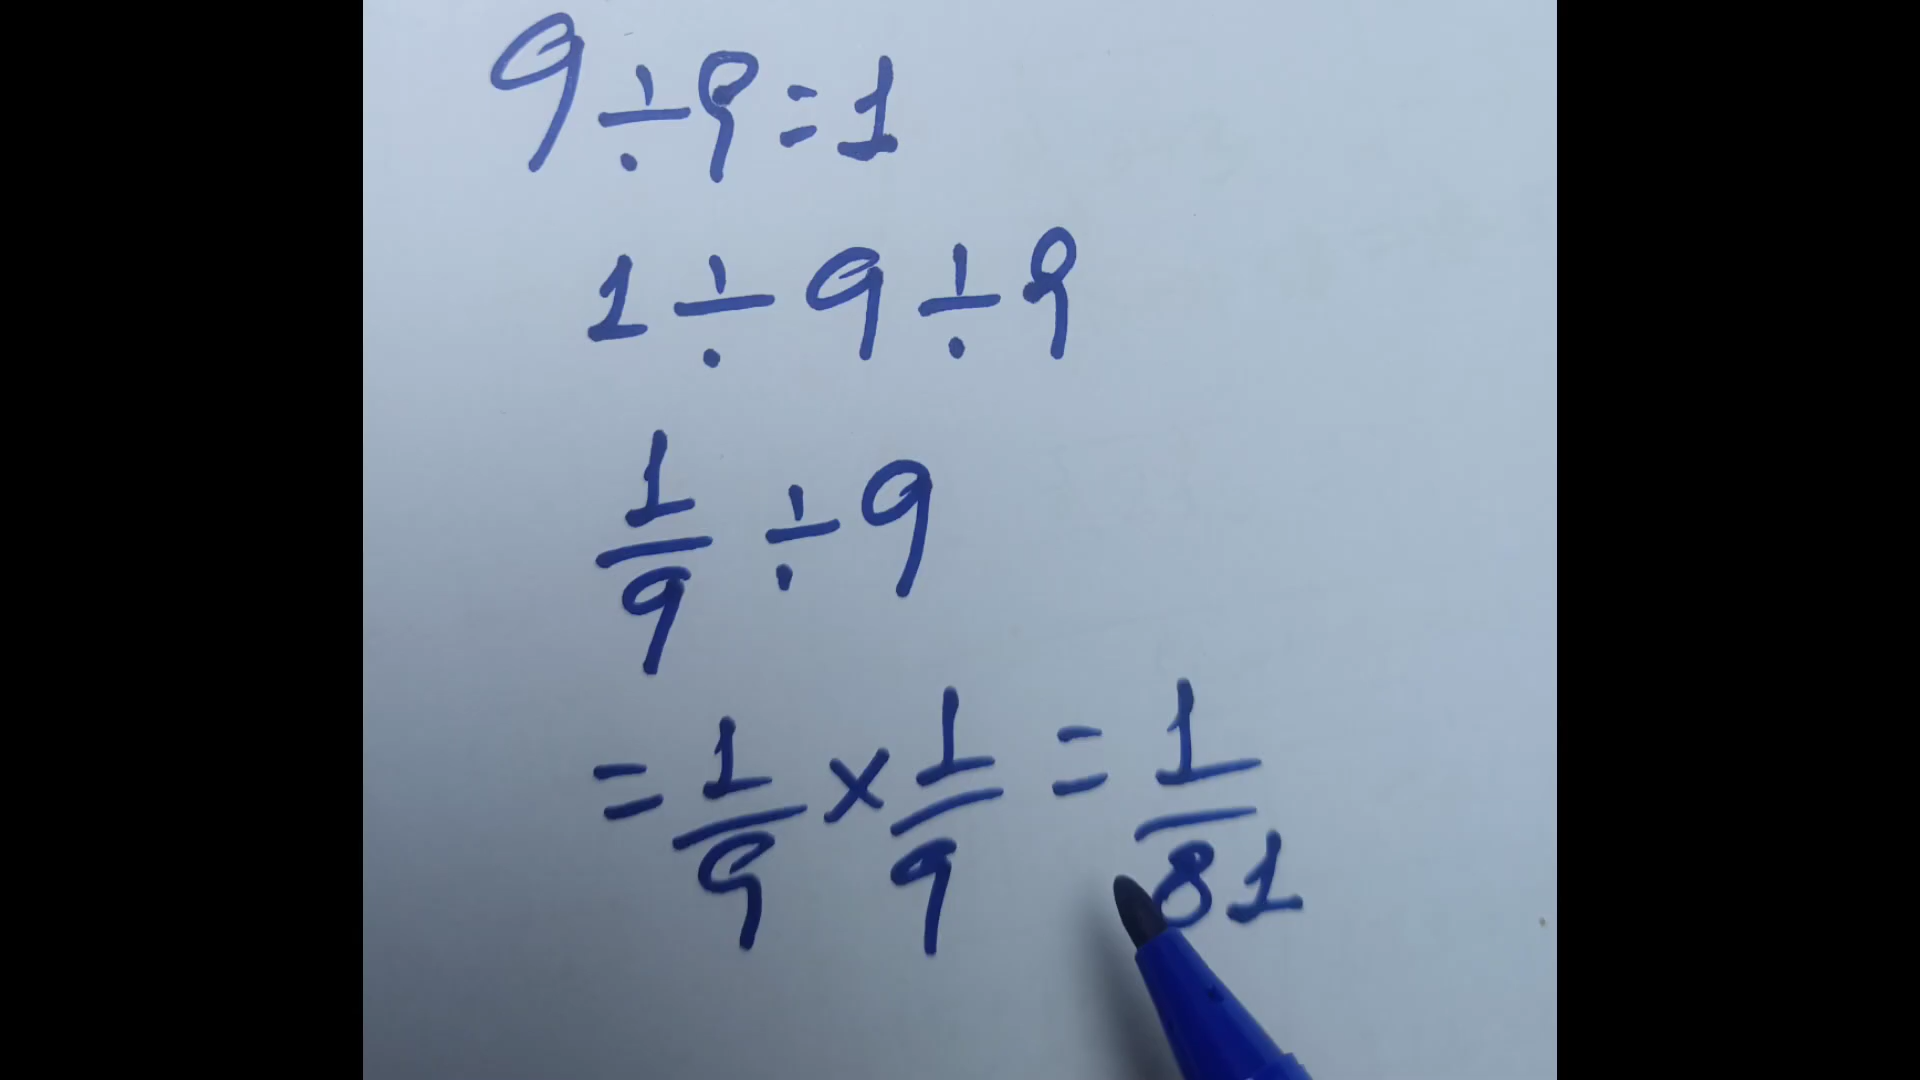 9÷9=1
1÷9÷9
1/9 ÷9
= 1/9 × 1/9 = 1/81